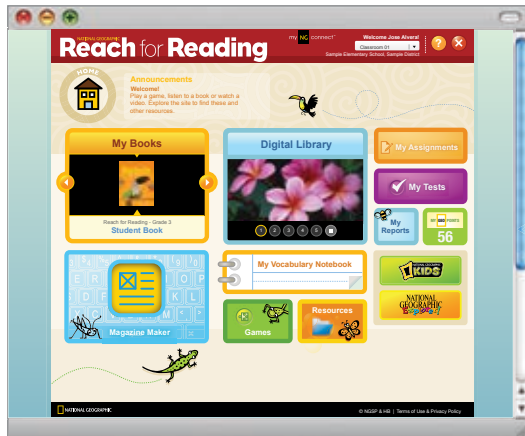 NATIONAL GEOGRAPHIC
Reach for Reading
my NG connect
Welcome Jose Alvera!
Classroom 01
Sample Elementary School, Sample District
?
HOME
Announcements
Welcome!
Play a game, listen to a book or watch a
video. Explore the site to find these and
other resources.
My Books
Reach for Reading - Grade 3
Student Book
Digital Library
1 2 3 4 5
My Assignments
My Tests
My
Reports
POINTS
56
Magazine Maker
My Vocabulary Notebook
Games
Resources
NATIONAL GEOGRAPHIC
KIDS
NATIONAL
GEOGRAPHIC
Explorer!
NATIONAL GEOGRAPHIC
© NGSP & HB | Terms of Use & Privacy Policy